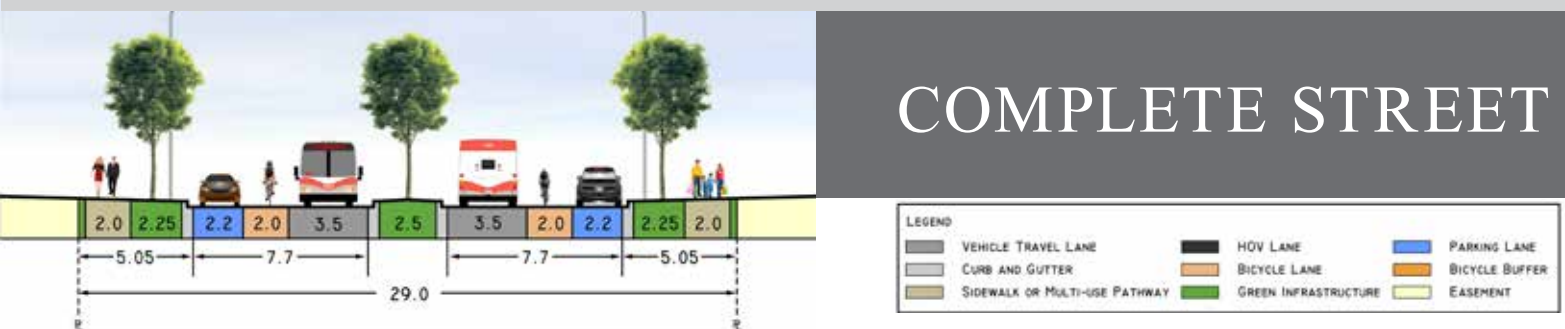 COMPLETE STREET
2.0 2.25 2.2 2.0 3.5 2.5 3.5 2.0 2.2 2.25 2.0
5.05 7.7 7.7 5.05
29.0
LEGEND
VEHICLE TRAVEL LANE HOV LANE PARKING LANE
CURB AND GUTTER BICYCLE LANE BICYCLE BUFFER
SIDEWALK OR MULTI-USE PATHWAY GREEN INFRASTRUCTURE EASEMENT